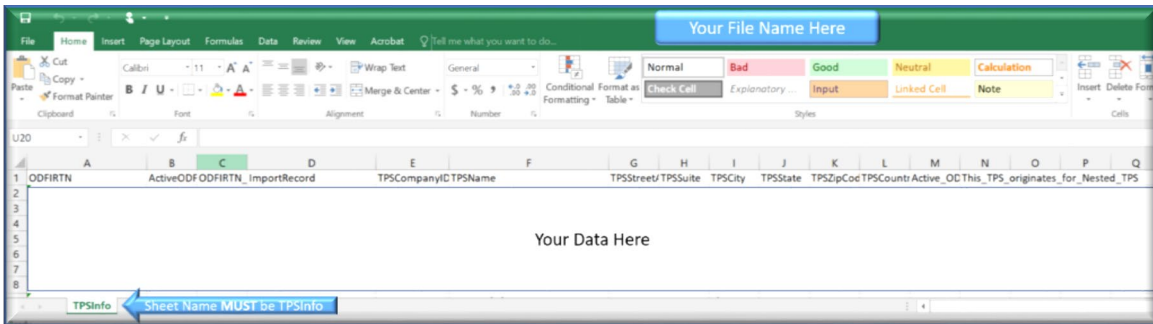 Your File Name Here
File Home Insert Page Layout Formulas Data Review View Acrobat Tell me what you want to do...
Cut
Copy
Format Painter
Paste
Calibri 11 A A
B I U A
Wrap Text
Merge & Center
General
$ % ,
Conditional Formatting
Format as Table
Normal Bad Good Neutral Calculation
Check Cell Explanatory ... Input Linked Cell Note
Insert Delete Form
Clipboard Font Alignment Number Styles Cells
U20 fx
A B C D E F G H I J K L M N O P Q
1 ODFIRTN ActiveODF ODFIRTN_ImportRecord TPSCompanyID TPSName TPSStreet/ TPSSuite TPSCity TPSState TPSZipCod TPSCountr Active_OD This_TPS_originates_for_Nested_TPS
2
3
4
5
6
7
8
Your Data Here
TPSInfo Sheet Name MUST be TPSInfo